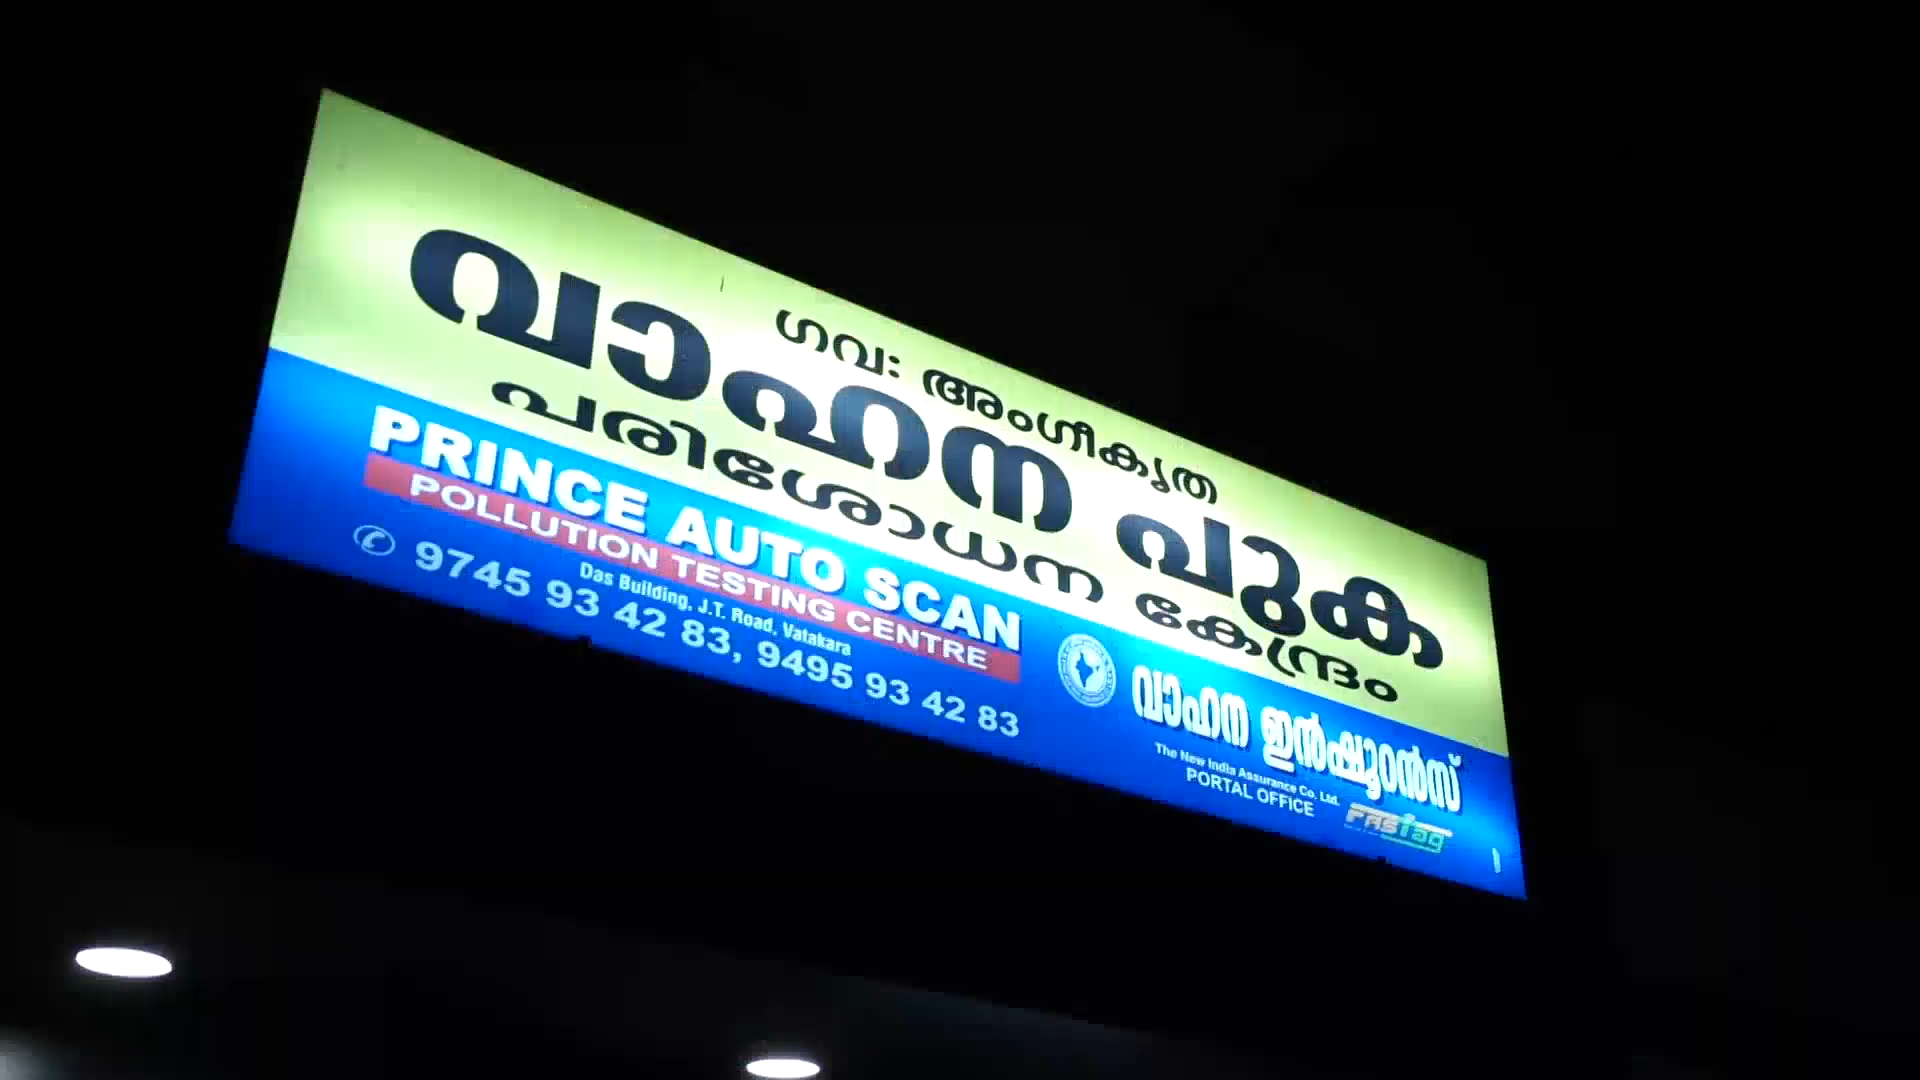 ഗവ: അംഗീകൃത
വാഹന പുക
പരിശോധന കേന്ദ്രം
PRINCE AUTO SCAN
POLLUTION TESTING CENTRE
Das Building, J.T. Road, Vatakara
9745 93 42 83, 9495 93 42 83
വാഹന ഇൻഷൂറൻസ്
The New India Assurance Co. Ltd.
PORTAL OFFICE
FASTag